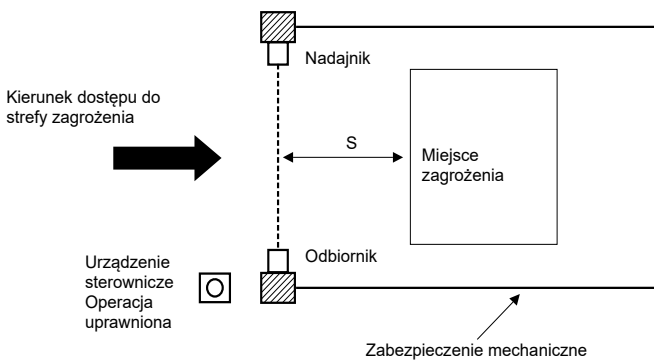 Nadajnik
Kierunek dostępu do
strefy zagrożenia
S
Miejsce
zagrożenia
Odbiornik
Urządzenie
sterownicze
Operacja
uprawniona
Zabezpieczenie mechaniczne